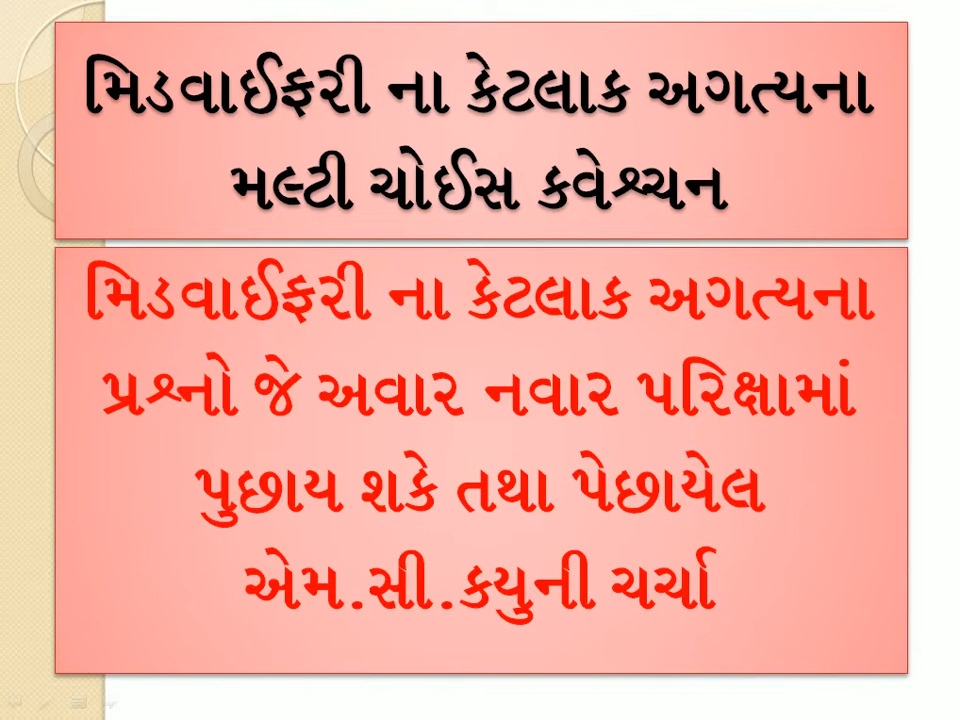 મિડવાઈફરી ના કેટલાક અગત્યના
મલ્ટી ચોઈસ કવેશ્ચન
મિડવાઈફરી ના કેટલાક અગત્યના
પ્રશ્નો જે અવાર નવાર પરિક્ષામાં
પુછાય શકે તથા પેછાયેલ
એમ.સી.કયુની ચર્ચા